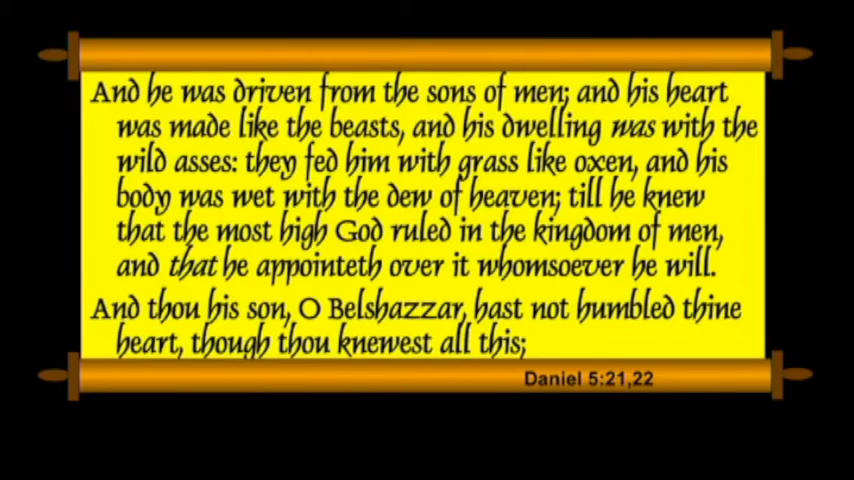 And he was driven from the sons of men; and his heart
was made like the beasts, and his dwelling was with the
wild asses: they fed him with grass like oxen, and his
body was wet with the dew of heaven; till he knew
that the most high God ruled in the kingdom of men,
and that he appointeth over it whomsoever he will.
And thou his son, O Belshazzar, hast not humbled thine
heart, though thou knewest all this;
Daniel 5:21,22